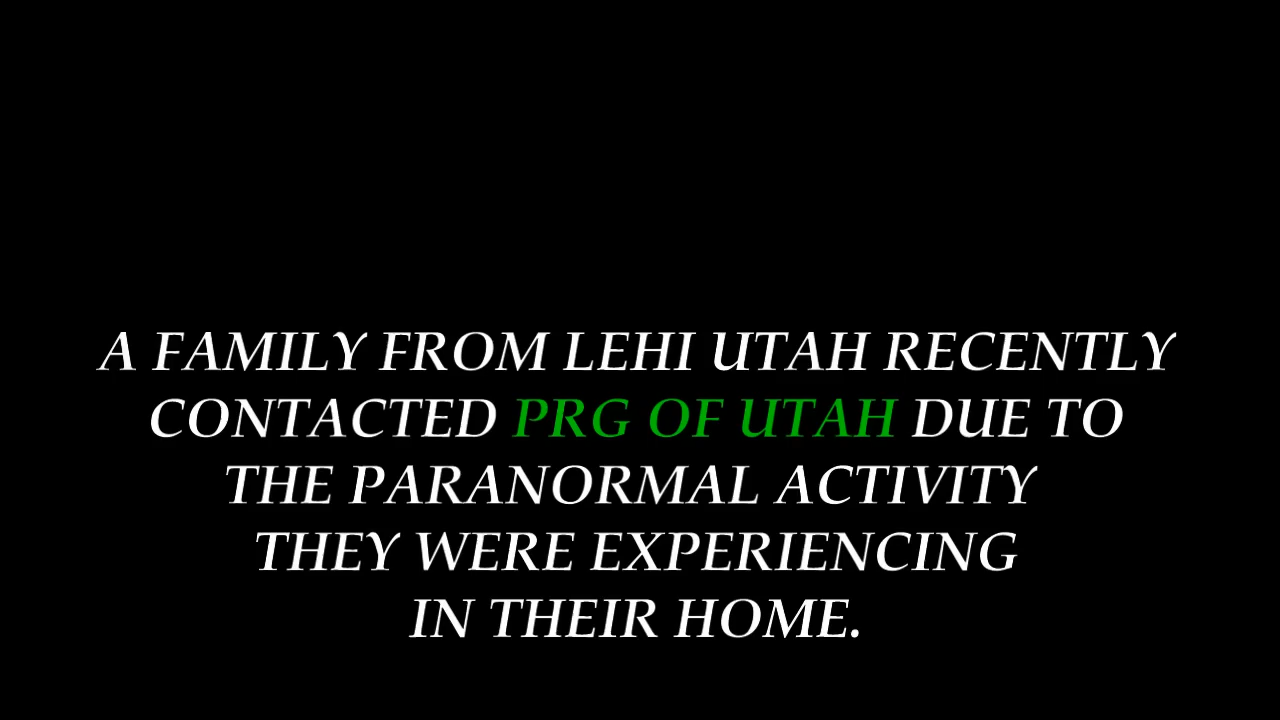 A FAMILY FROM LEHI UTAH RECENTLY
CONTACTED PRG OF UTAH DUE TO
THE PARANORMAL ACTIVITY
THEY WERE EXPERIENCING
IN THEIR HOME.